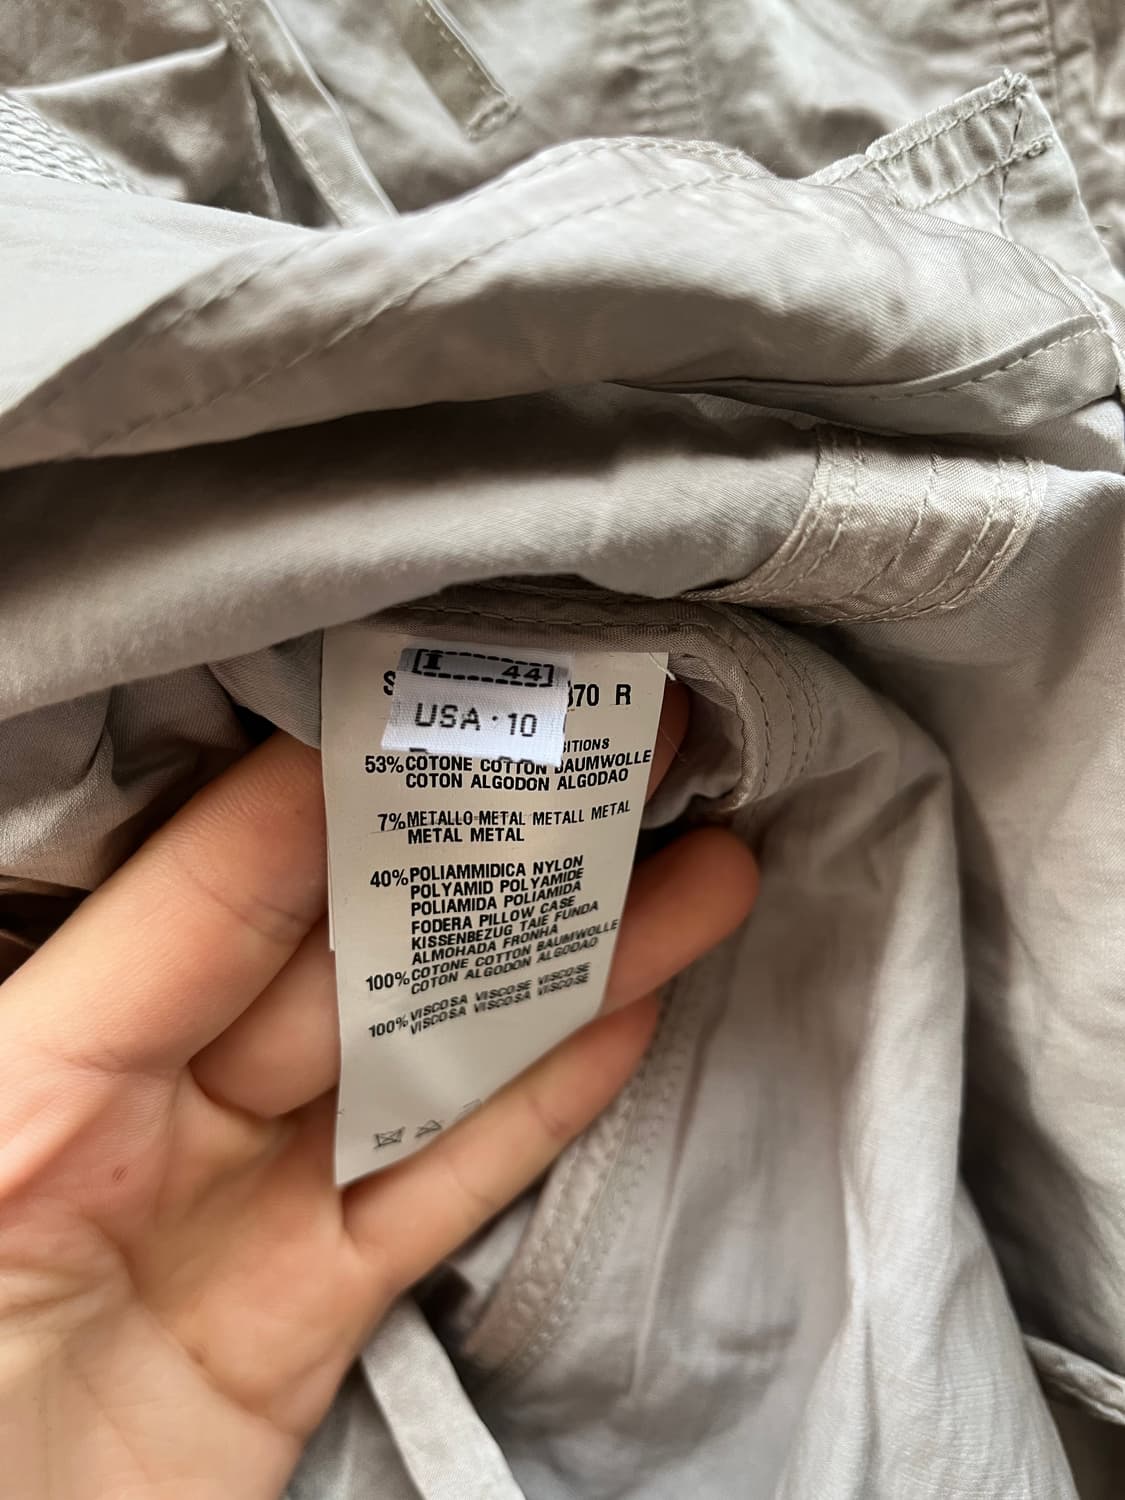 [I 44]
USA·10
S 370 R
SITIONS
53% COTONE COTTON BAUMWOLLE
COTON ALGODON ALGODAO
7% METALLO METAL METALL METAL
METAL METAL
40% POLIAMMIDICA NYLON
POLYAMID POLYAMIDE
POLIAMIDA POLIAMIDA
FODERA PILLOW CASE
KISSENBEZUG TAIE FUNDA
ALMOHADA FRONHA
100% COTONE COTTON BAUMWOLLE
COTON ALGODON ALGODAO
100% VISCOSA VISCOSE VISCOSE
VISCOSA VISCOSA VISCOSE